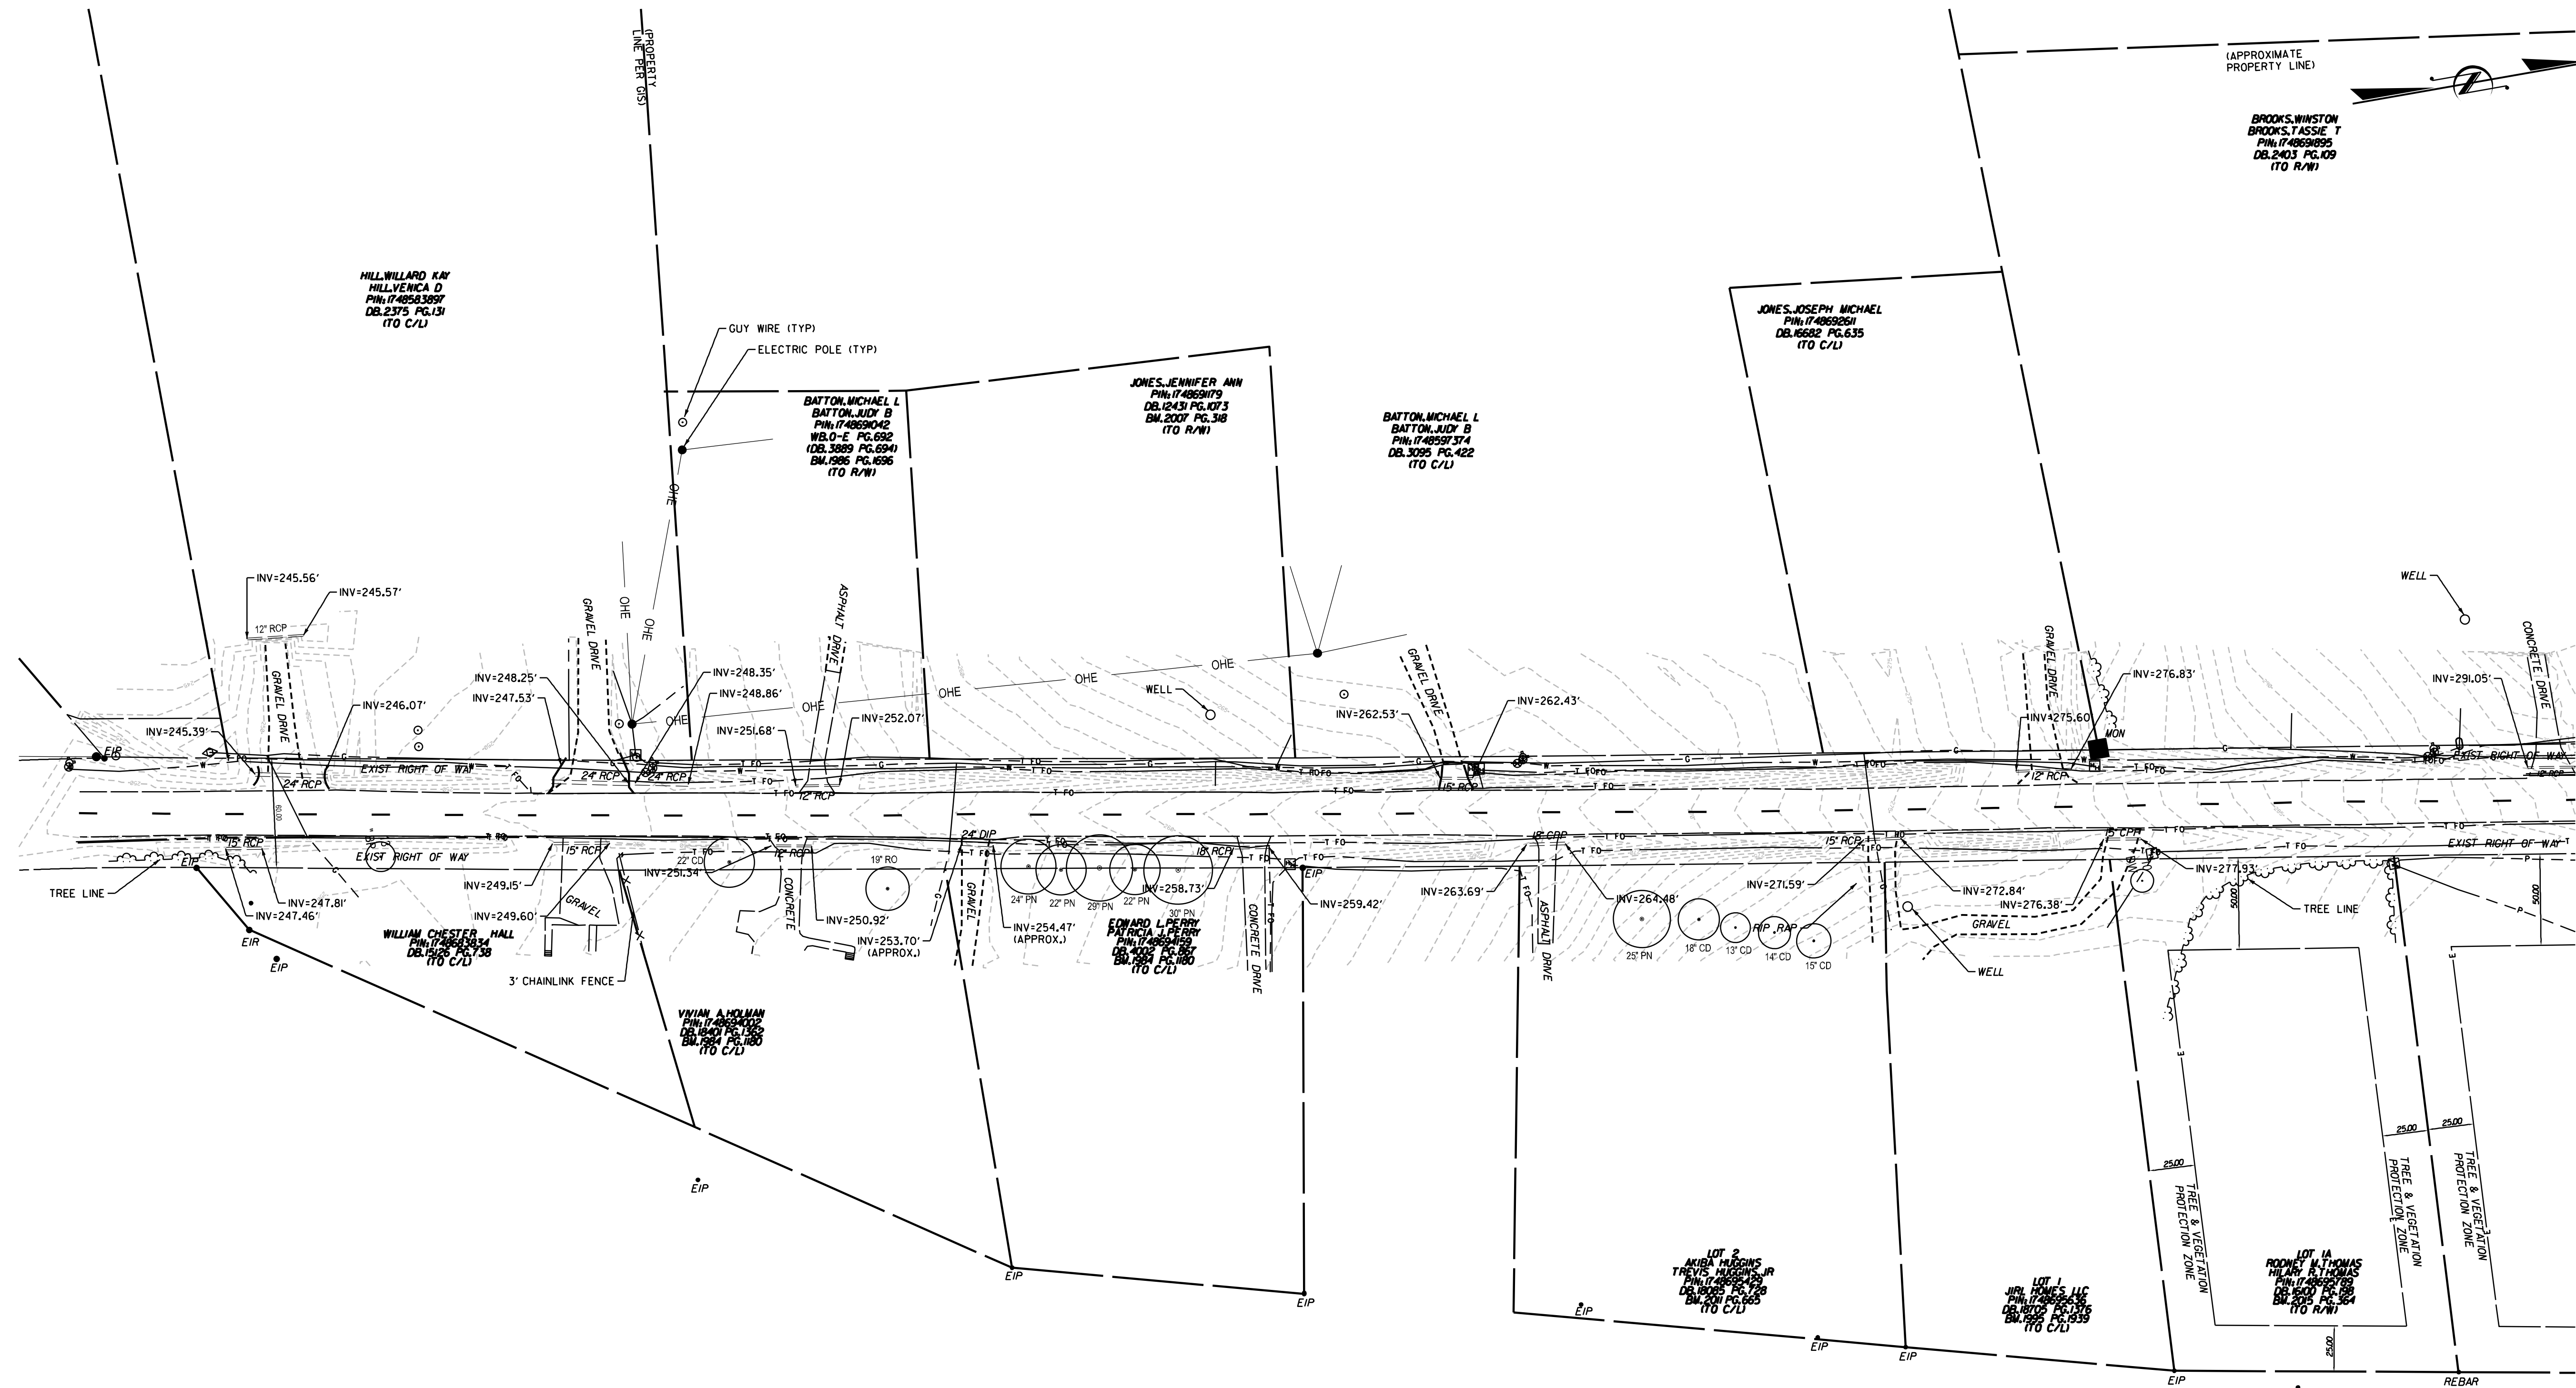 (PROPERTY
LINE PER GIS)
(APPROXIMATE
PROPERTY LINE)
BROOKS,WINSTON
BROOKS,TASSIE T
PIN:1748691895
DB.2403 PG.109
(TO R/W)
HILL,WILLARD KAY
HILL,VENICA D
PIN:1748583897
DB.2375 PG.131
(TO C/L)
GUY WIRE (TYP)
ELECTRIC POLE (TYP)
BATTON,MICHAEL L
BATTON,JUDY B
PIN:1748691042
WB.O-E PG.692
(DB.3889 PG.694)
BM.1986 PG.1696
(TO R/W)
JONES,JENNIFER ANN
PIN:1748691179
DB.12431 PG.1073
BM.2007 PG.318
(TO R/W)
BATTON,MICHAEL L
BATTON,JUDY B
PIN:1748597374
DB.3095 PG.422
(TO C/L)
JONES,JOSEPH MICHAEL
PIN:1748692611
DB.16682 PG.635
(TO C/L)
OHE
OHE
OHE
OHE
OHE
OHE
OHE
OHE
INV=245.56'
INV=245.57'
12" RCP
GRAVEL DRIVE
INV=245.39'
INV=246.07'
24" RCP
EXIST RIGHT OF WAY
EIR
INV=248.25'
INV=247.53'
GRAVEL DRIVE
24" RCP
24" RCP
INV=248.35'
INV=248.86'
INV=251.68'
ASPHALT DRIVE
INV=252.07'
12" RCP
WELL
INV=262.53'
GRAVEL DRIVE
INV=262.43'
15" RCP
INV=275.60'
GRAVEL DRIVE
12" RCP
MON
INV=276.83'
WELL
INV=291.05'
CONCRETE DRIVE
EXIST RIGHT OF WAY
12" RCP
60.00
15" RCP
EIP
TREE LINE
INV=247.81'
INV=247.46'
EIR
EIP
EXIST RIGHT OF WAY
WILLIAM CHESTER HALL
PIN:1748683834
DB.15126 PG.738
(TO C/L)
INV=249.15'
INV=249.60'
15" RCP
GRAVEL
3' CHAINLINK FENCE
22" CD
INV=251.34'
12" RCP
CONCRETE
INV=250.92'
19" RO
VIVIAN A.HOLMAN
PIN:1748694002
DB.18401 PG.1362
BM.1984 PG.1180
(TO C/L)
24" DIP
GRAVEL
INV=253.70'
(APPROX.)
INV=254.47'
(APPROX.)
24" PN
22" PN
29" PN
22" PN
30" PN
EDWARD L.PERRY
PATRICIA J.PERRY
PIN:1748694159
DB.4002 PG.867
BM.1984 PG.1180
(TO C/L)
INV=258.73'
18" RCP
CONCRETE DRIVE
INV=259.42'
EIP
INV=263.69'
18" CPP
ASPHALT DRIVE
INV=264.48'
25" PN
18" CD
13" CD
14" CD
15" CD
RIP RAP
INV=271.59'
15" RCP
INV=272.84'
INV=276.38'
GRAVEL
WELL
15" CPP
INV=277.93'
TREE LINE
50.00
50.00
EXIST RIGHT OF WAY
25.00
25.00
25.00
25.00
TREE & VEGETATION
PROTECTION ZONE
TREE & VEGETATION
PROTECTION ZONE
TREE & VEGETATION
PROTECTION ZONE
LOT 2
AKIBA HUGGINS
TREVIS HUGGINS,JR
PIN:1748695429
DB.18085 PG.728
BM.2011 PG.665
(TO C/L)
LOT 1
JIRL HOMES LLC
PIN:1748695636
DB.18705 PG.1376
BM.1995 PG.1939
(TO C/L)
LOT 1A
RODNEY M.THOMAS
HILARY R.THOMAS
PIN:1748695789
DB.16100 PG.198
BM.2015 PG.364
(TO R/W)
EIP
EIP
EIP
EIP
EIP
EIP
EIP
REBAR